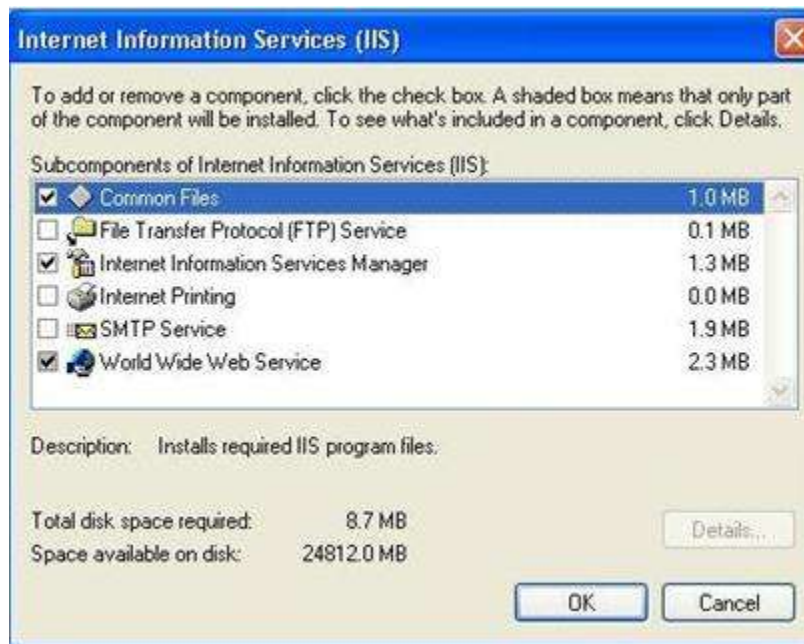 Internet Information Services (IIS)
To add or remove a component, click the check box. A shaded box means that only part
of the component will be installed. To see what's included in a component, click Details.
Subcomponents of Internet Information Services (IIS):
Common Files 1.0 MB
File Transfer Protocol (FTP) Service 0.1 MB
Internet Information Services Manager 1.3 MB
Internet Printing 0.0 MB
SMTP Service 1.9 MB
World Wide Web Service 2.3 MB
Description: Installs required IIS program files.
Total disk space required: 8.7 MB
Space available on disk: 24812.0 MB
Details...
OK
Cancel